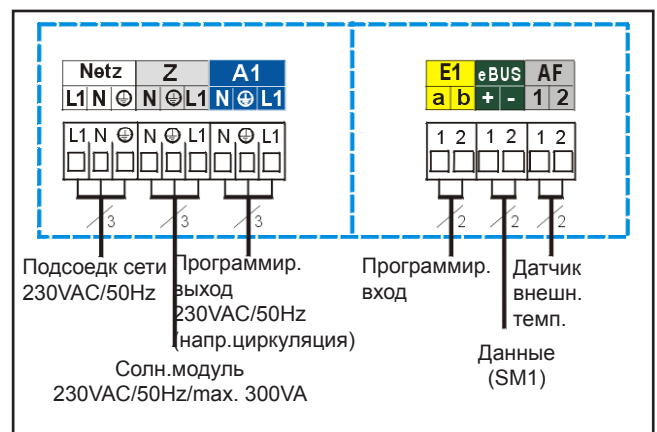 Netz Z A1 E1 eBUS AF
L1 N ⏚ N ⏚ L1 N ⏚ L1 a b + - 1 2
L1 N ⏚ N ⏚ L1 N ⏚ L1 1 2 1 2 1 2
3 3 3 2 2 2
Подсоедк сети
230VAC/50Hz
Программир.
выход
230VAC/50Hz
(напр.циркуляция)
Солн.модуль
230VAC/50Hz/max. 300VA
Программир.
вход
Датчик
внешн.
темп.
Данные
(SM1)